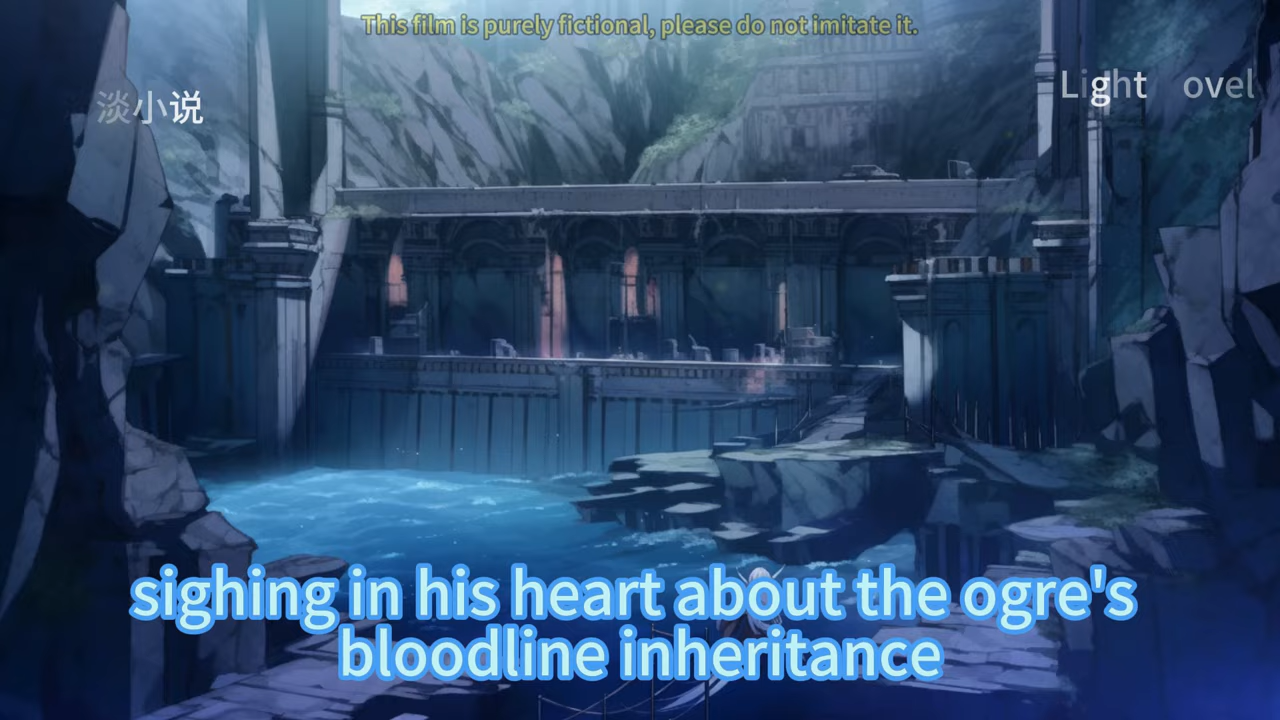 This film is purely fictional, please do not imitate it.
淡小说
Light ovel
sighing in his heart about the ogre's
bloodline inheritance